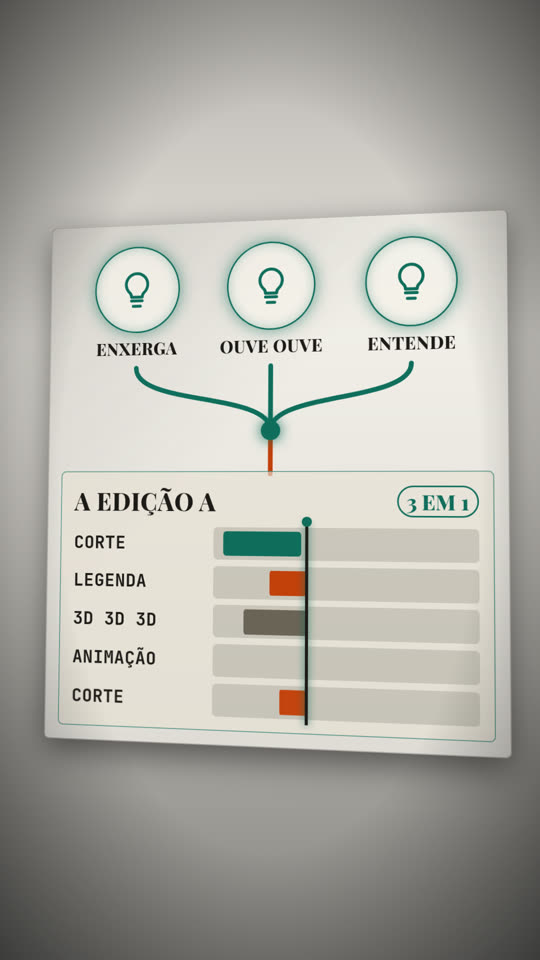 ENXERGA
OUVE OUVE
ENTENDE
A EDIÇÃO A
3 EM 1
CORTE
LEGENDA
3D 3D 3D
ANIMAÇÃO
CORTE